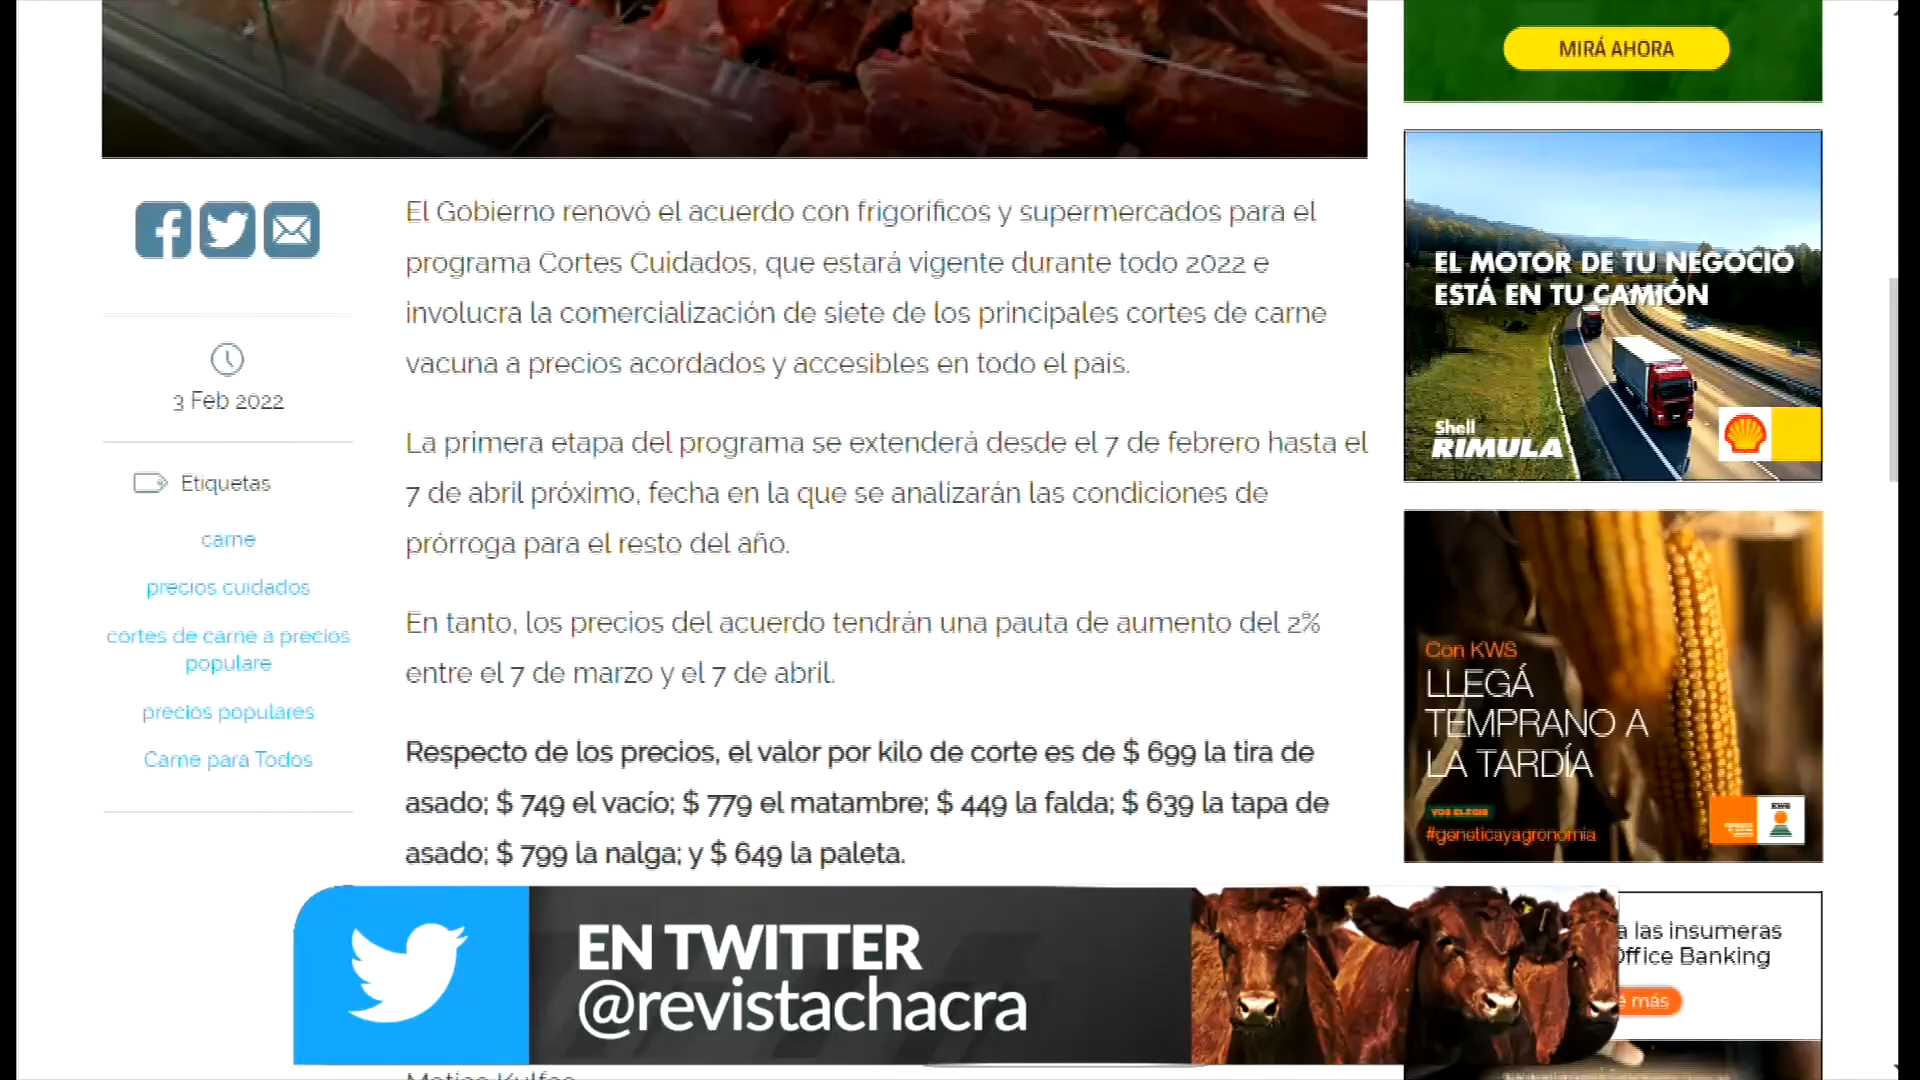 MIRÁ AHORA
El Gobierno renovó el acuerdo con frigoríficos y supermercados para el
programa Cortes Cuidados, que estará vigente durante todo 2022 e
involucra la comercialización de siete de los principales cortes de carne
vacuna a precios acordados y accesibles en todo el país.
3 Feb 2022
La primera etapa del programa se extenderá desde el 7 de febrero hasta el
7 de abril próximo, fecha en la que se analizarán las condiciones de
prórroga para el resto del año.
Etiquetas
carne
precios cuidados
cortes de carne a precios
populare
precios populares
Carne para Todos
En tanto, los precios del acuerdo tendrán una pauta de aumento del 2%
entre el 7 de marzo y el 7 de abril.
Respecto de los precios, el valor por kilo de corte es de $ 699 la tira de
asado; $ 749 el vacío; $ 779 el matambre; $ 449 la falda; $ 639 la tapa de
asado; $ 799 la nalga; y $ 649 la paleta.
EL MOTOR DE TU NEGOCIO
ESTÁ EN TU CAMIÓN
Shell
RIMULA
Con KWS
LLEGÁ
TEMPRANO A
LA TARDÍA
VOS ELEGÍS
#geneticayagronomia
KWS
a las insumeras
Office Banking
é más
EN TWITTER
@revistachacra